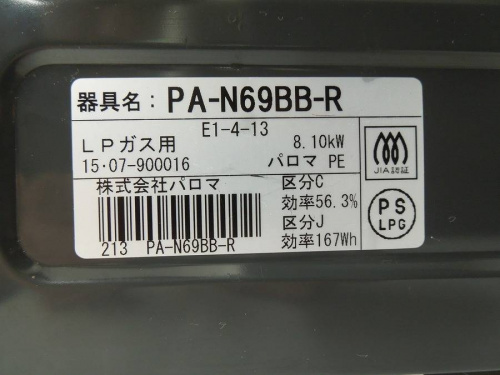 器具名：PA-N69BB-R
E1-4-13
LPガス用 8.10kW
15･07-900016 パロマ PE
株式会社パロマ
213 PA-N69BB-R
区分C
効率56.3%
区分J
効率167Wh
JIA認証
PS
LPG